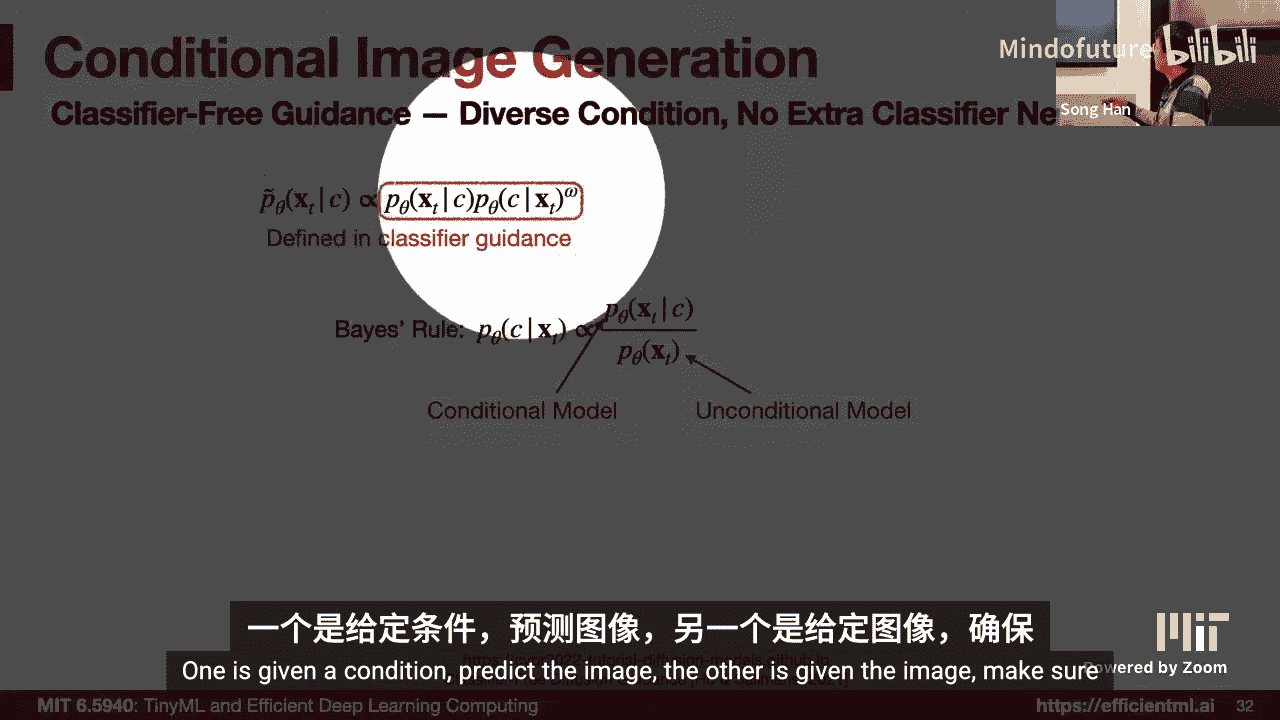 Conditional Image Generation
Mindofuture bilibili
Song Han
Classifier-Free Guidance — Diverse Condition, No Extra Classifier Ne
p̃θ(xt|c) ∝ pθ(xt|c)pθ(c|xt)^ω
Defined in classifier guidance
Bayes' Rule: pθ(c|xt) ∝ pθ(xt|c) / pθ(xt)
Conditional Model Unconditional Model
一个是给定条件，预测图像，另一个是给定图像，确保
One is given a condition, predict the image, the other is given the image, make sure
Powered by Zoom
MIT 6.5940: TinyML and Efficient Deep Learning Computing
https://efficientml.ai 32